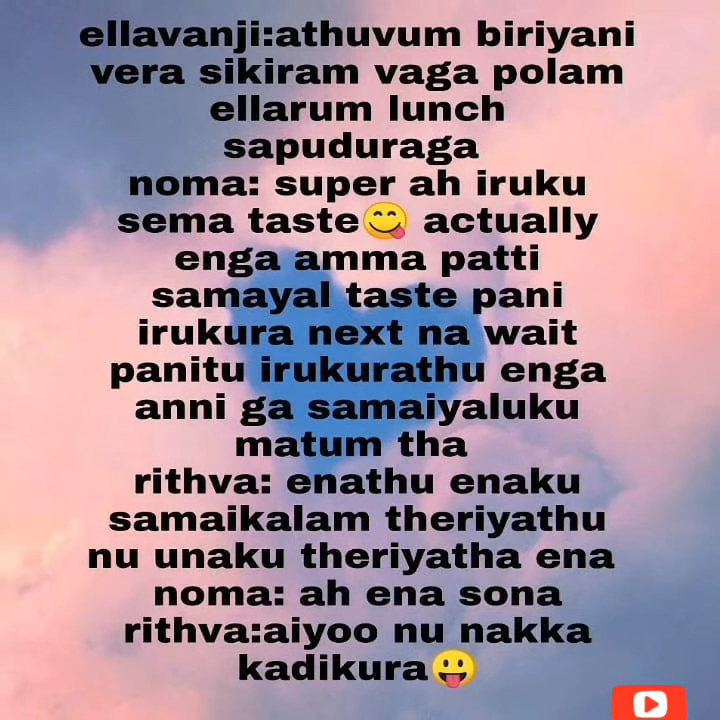 ellavanji:athuvum biriyani
vera sikiram vaga polam
ellarum lunch
sapuduraga
noma: super ah iruku
sema taste😋 actually
enga amma patti
samayal taste pani
irukura next na wait
panitu irukurathu enga
anni ga samaiyaluku
matum tha
rithva: enathu enaku
samaikalam theriyathu
nu unaku theriyatha ena
noma: ah ena sona
rithva:aiyoo nu nakka
kadikura😛